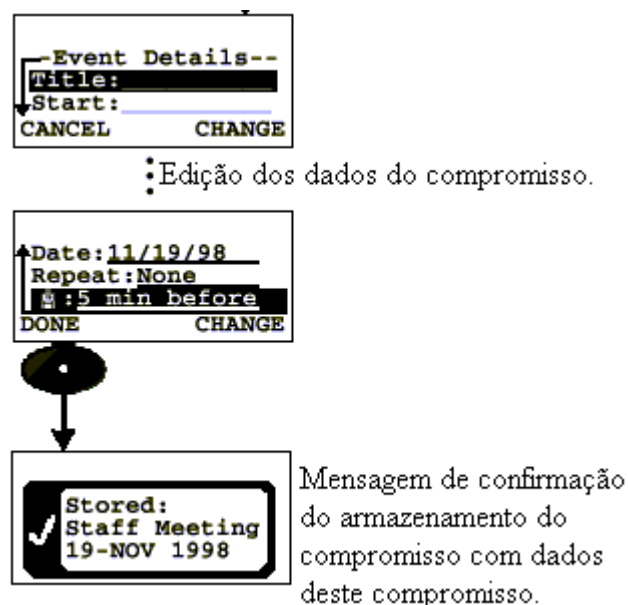 -Event Details--
Title:
Start:
CANCEL CHANGE
Edição dos dados do compromisso.
Date:11/19/98
Repeat:None
:5 min before
DONE CHANGE
Stored:
Staff Meeting
19-NOV 1998
Mensagem de confirmação
do armazenamento do
compromisso com dados
deste compromisso.